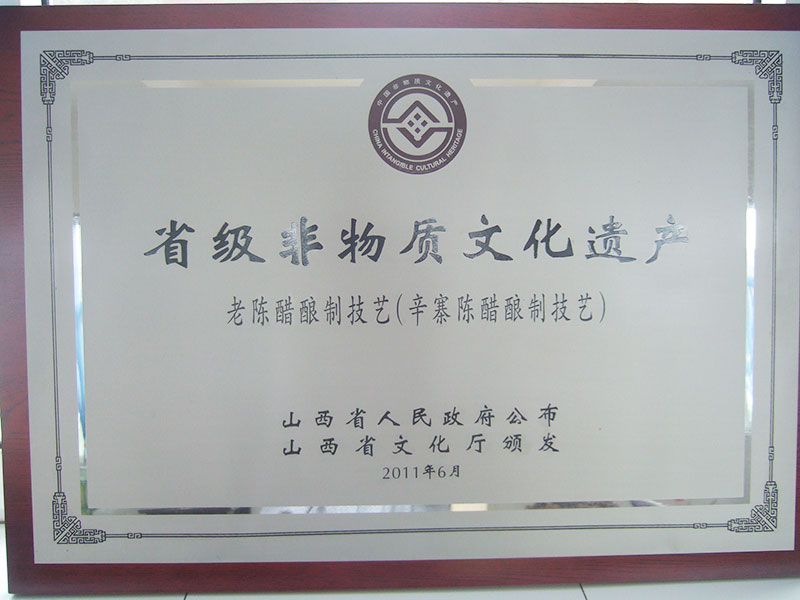 中国非物质文化遗产
CHINA INTANGIBLE CULTURAL HERITAGE
省级非物质文化遗产
老陈醋酿制技艺(辛寨陈醋酿制技艺)
山西省人民政府公布
山西省文化厅颁发
2011年6月